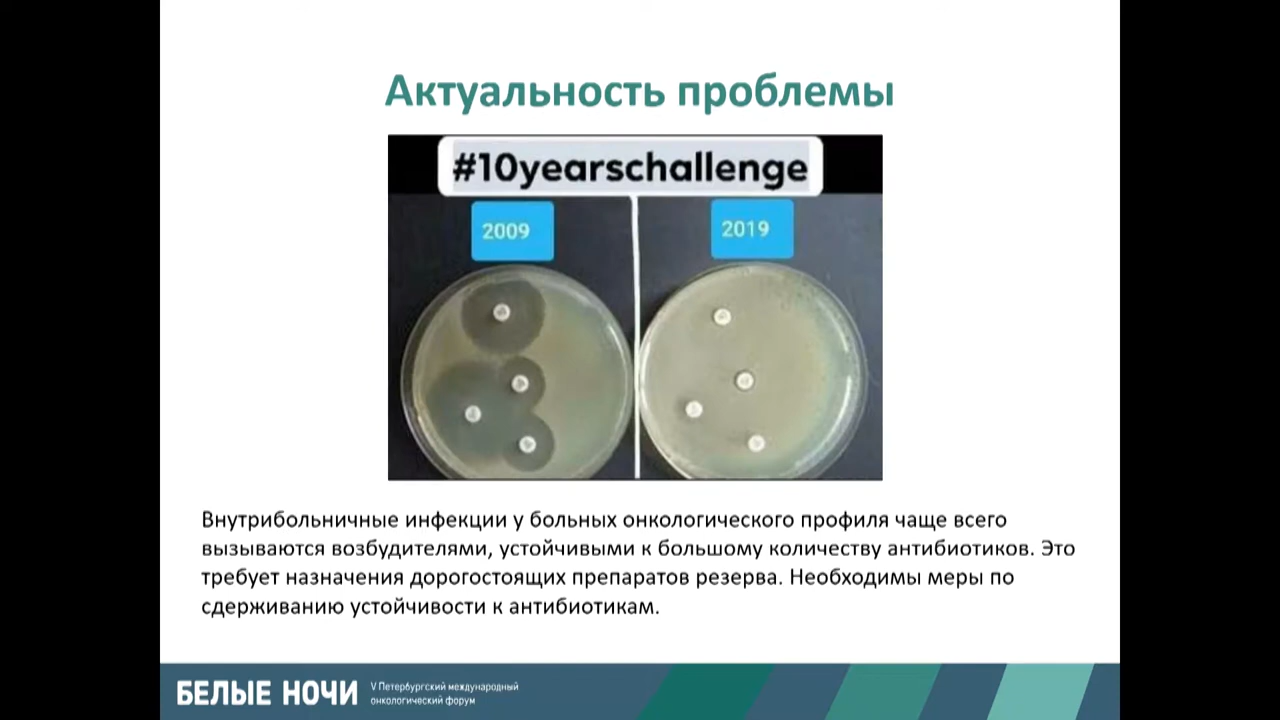 Актуальность проблемы
#10yearschallenge
2009
2019
Внутрибольничные инфекции у больных онкологического профиля чаще всего
вызываются возбудителями, устойчивыми к большому количеству антибиотиков. Это
требует назначения дорогостоящих препаратов резерва. Необходимы меры по
сдерживанию устойчивости к антибиотикам.
БЕЛЫЕ НОЧИ
V Петербургский международный
онкологический форум